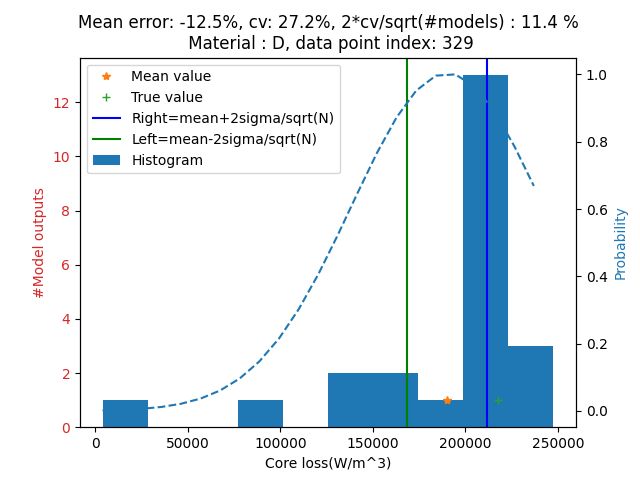 Mean error: -12.5%, cv: 27.2%, 2*cv/sqrt(#models) : 11.4 %
Material : D, data point index: 329
Mean value
True value
Right=mean+2sigma/sqrt(N)
Left=mean-2sigma/sqrt(N)
Histogram
#Model outputs
0
2
4
6
8
10
12
Probability
0.0
0.2
0.4
0.6
0.8
1.0
0 50000 100000 150000 200000 250000
Core loss(W/m^3)